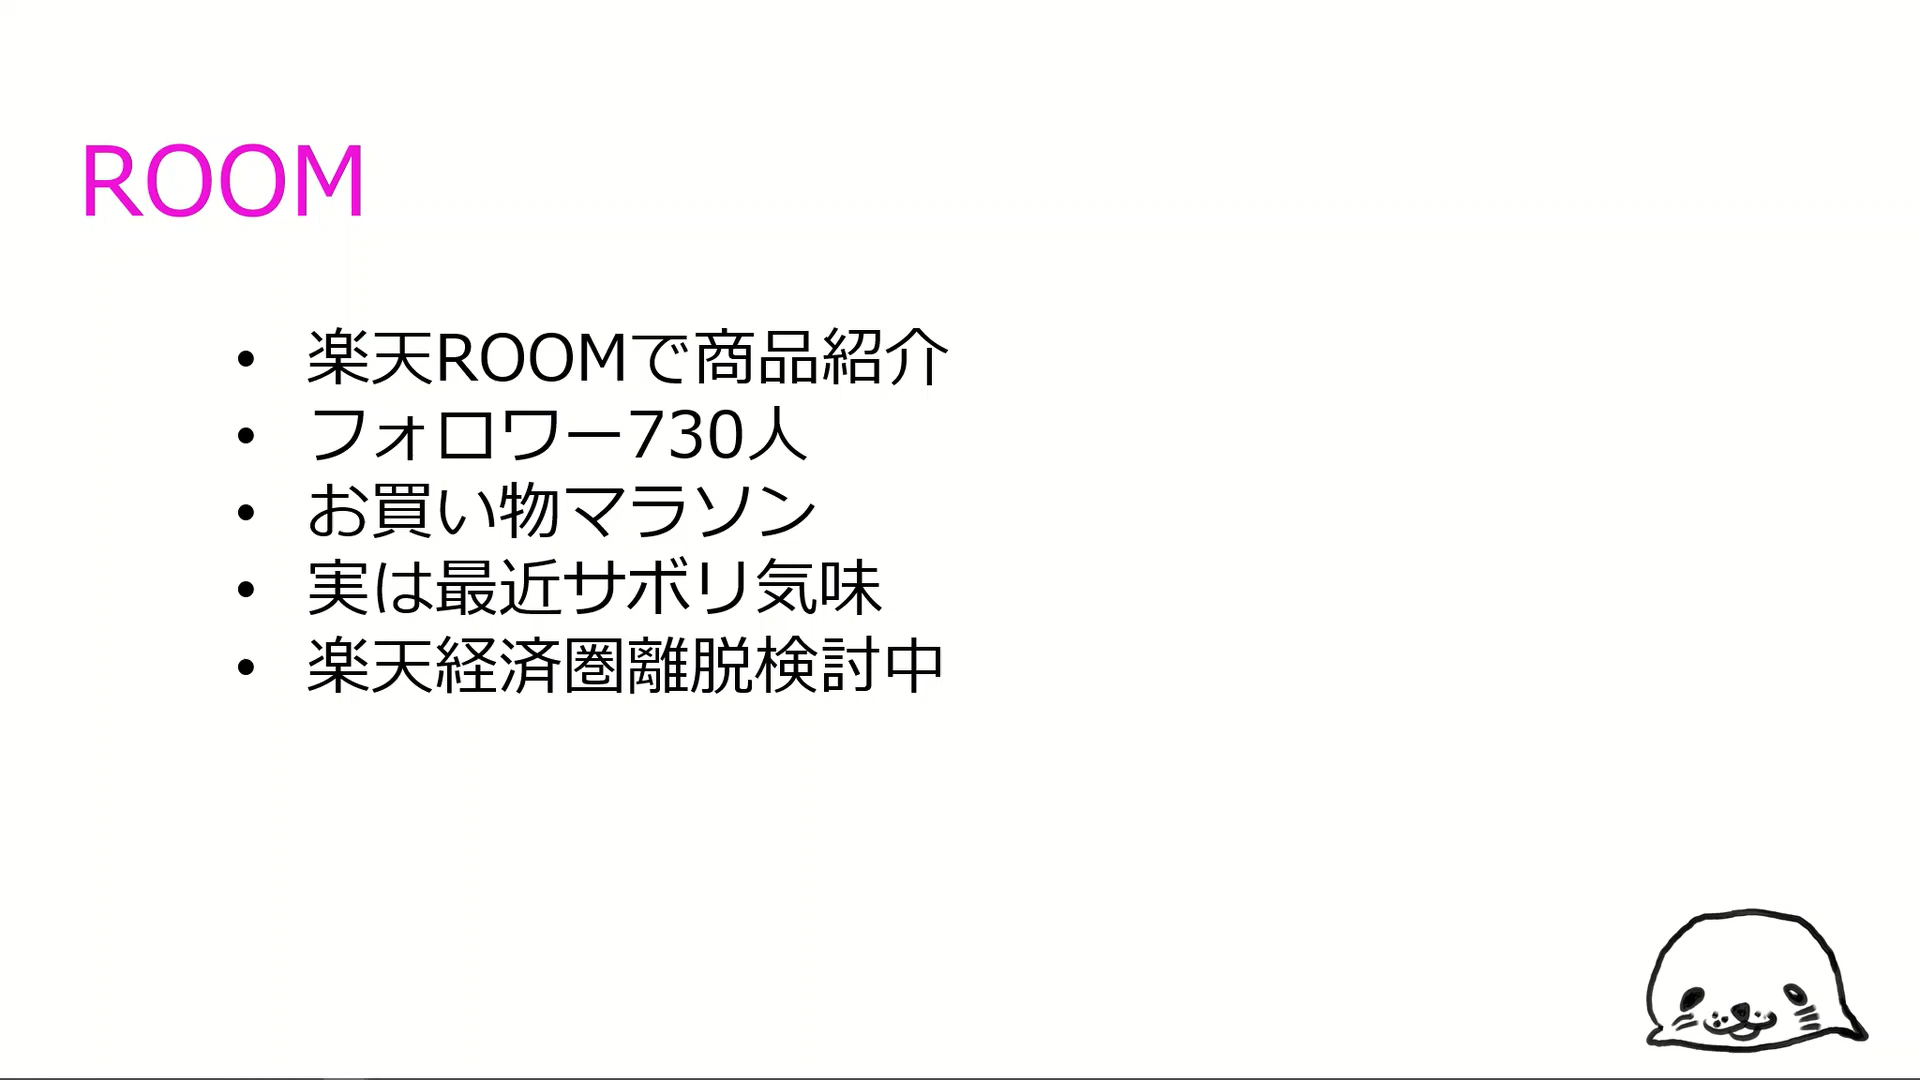 ROOM
• 楽天ROOMで商品紹介
• フォロワー730人
• お買い物マラソン
• 実は最近サボリ気味
• 楽天経済圏離脱検討中